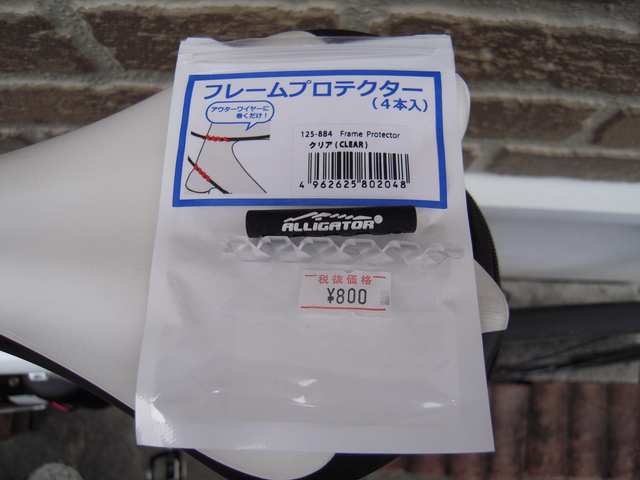 フレームプロテクター
(4本入)
アウターワイヤーに
巻くだけ!
125-884 Frame Protector
クリア(CLEAR)
4 962625 802048
ALLIGATOR®
税抜価格
¥800